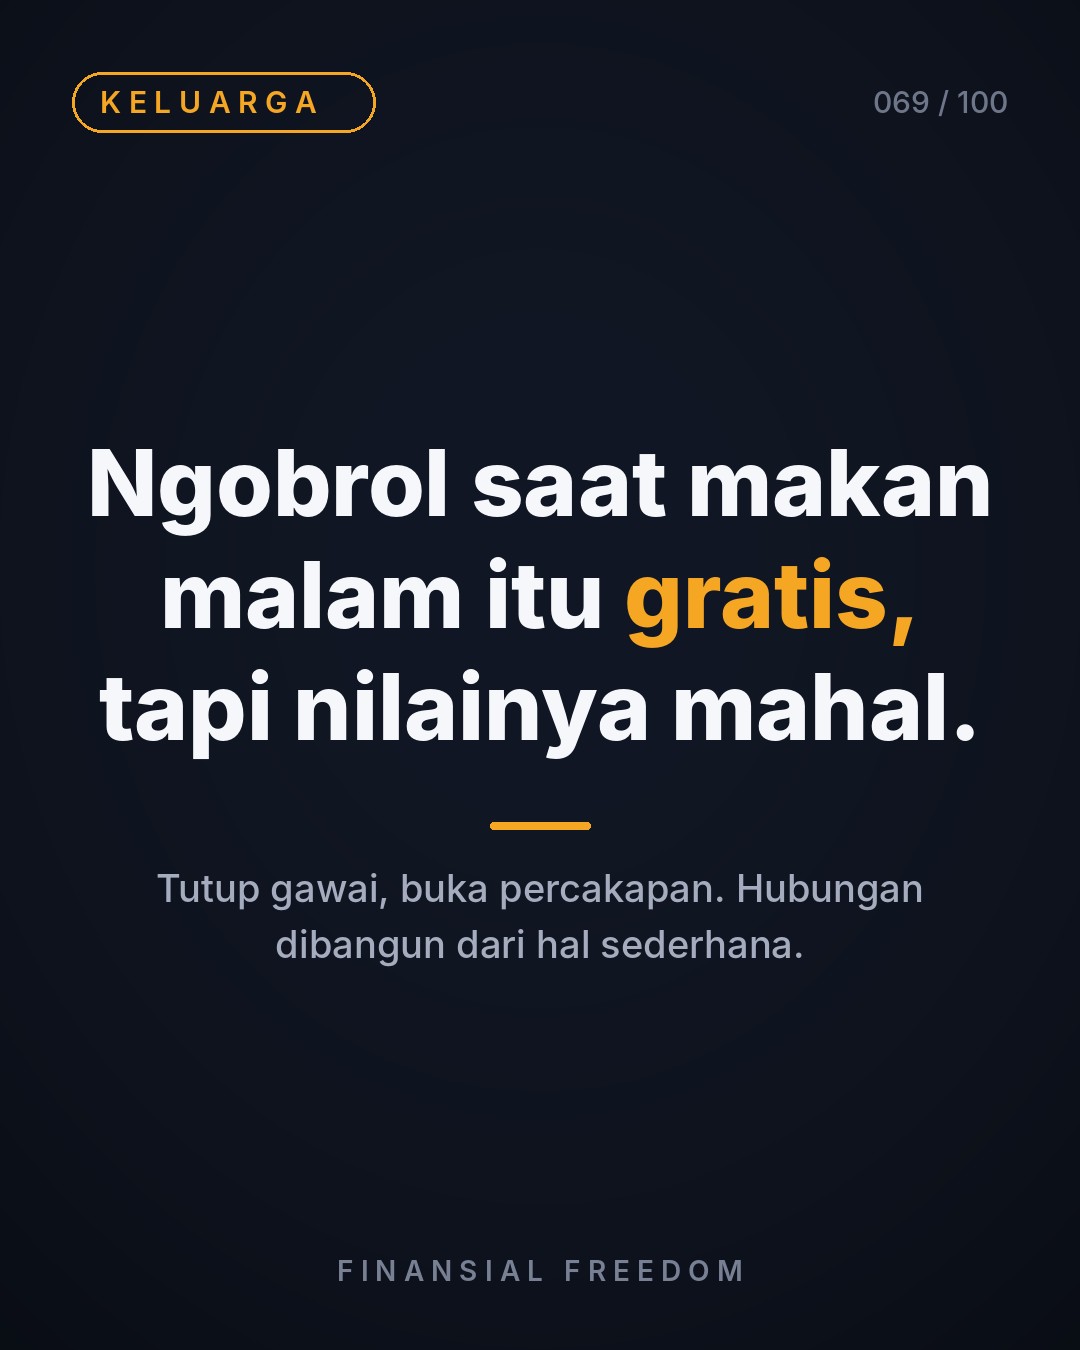 KELUARGA
069 / 100
Ngobrol saat makan
malam itu gratis,
tapi nilainya mahal.
Tutup gawai, buka percakapan. Hubungan
dibangun dari hal sederhana.
FINANSIAL FREEDOM